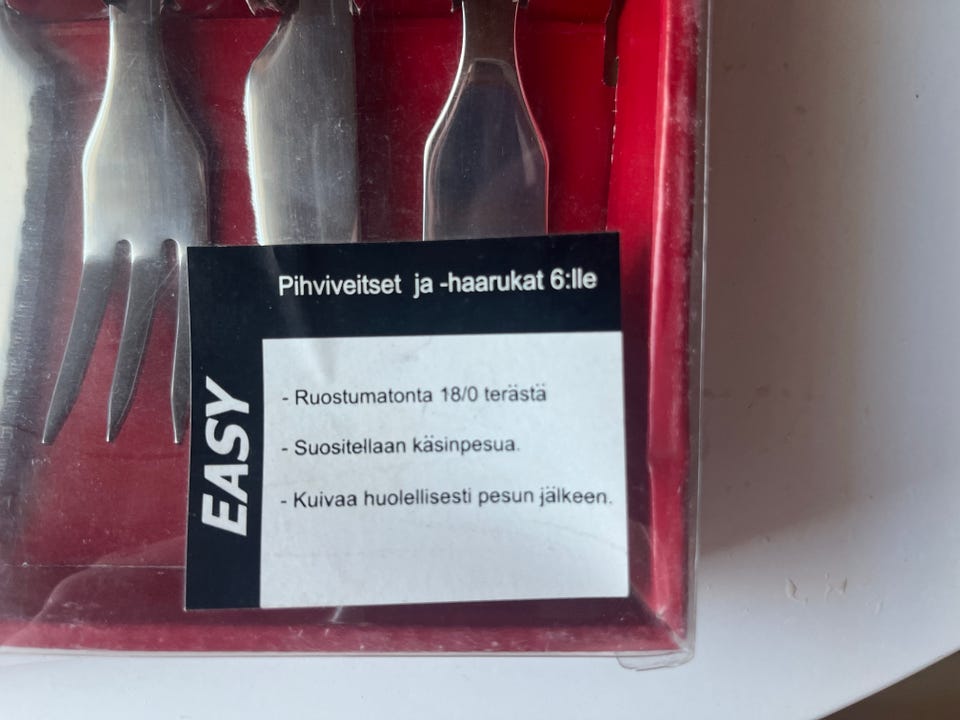 Pihviveitset ja -haarukat 6:lle
EASY
- Ruostumatonta 18/0 terästä
- Suositellaan käsinpesua.
- Kuivaa huolellisesti pesun jälkeen.